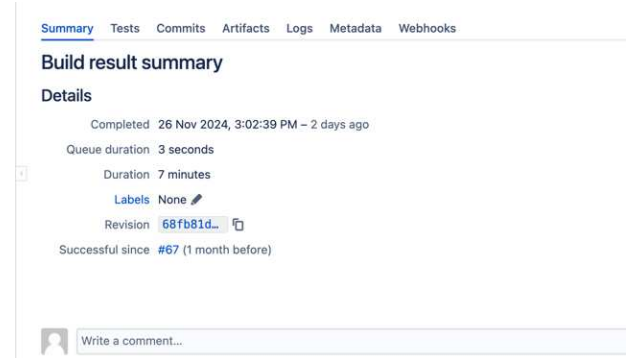 Summary Tests Commits Artifacts Logs Metadata Webhooks
Build result summary
Details
Completed 26 Nov 2024, 3:02:39 PM – 2 days ago
Queue duration 3 seconds
Duration 7 minutes
Labels None
Revision 68fb81d…
Successful since #67 (1 month before)
Write a comment...